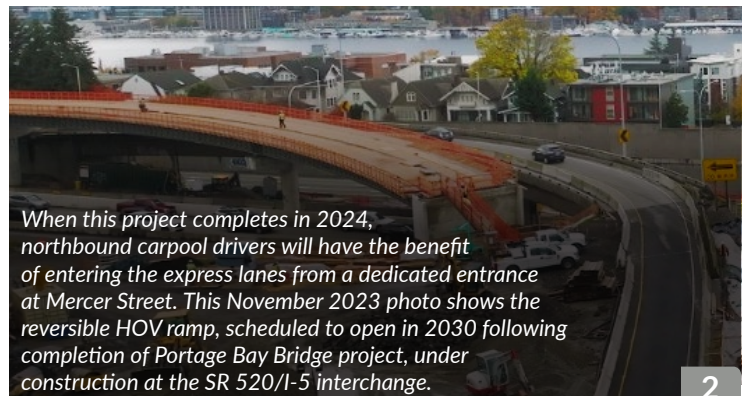 When this project completes in 2024,
northbound carpool drivers will have the benefit
of entering the express lanes from a dedicated entrance
at Mercer Street. This November 2023 photo shows the
reversible HOV ramp, scheduled to open in 2030 following
completion of Portage Bay Bridge project, under
construction at the SR 520/I-5 interchange.
2